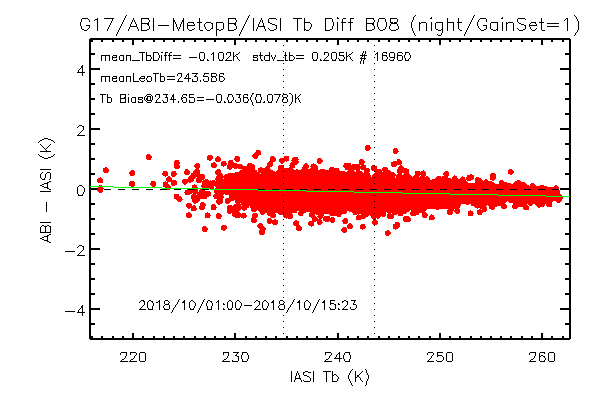 G17/ABI-MetopB/IASI Tb Diff B08 (night/GainSet=1)
mean_TbDiff= -0.102K stdv_tb= 0.205K # 16960
meanLeoTb=243.586
Tb Bias@234.65=-0.036(0.078)K
4
2
0
-2
-4
ABI - IASI (K)
2018/10/01:00-2018/10/15:23
220 230 240 250 260
IASI Tb (K)